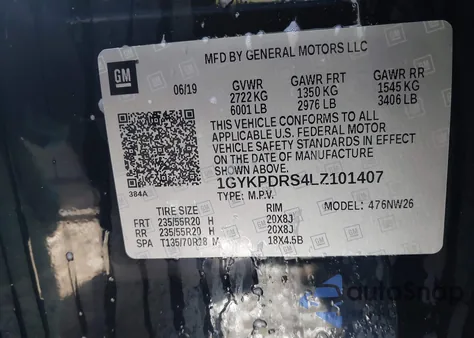 MFD BY GENERAL MOTORS LLC
GM
06/19 GVWR GAWR FRT GAWR RR
2722 KG 1350 KG 1545 KG
6001 LB 2976 LB 3406 LB
THIS VEHICLE CONFORMS TO ALL
APPLICABLE U.S. FEDERAL MOTOR
VEHICLE SAFETY STANDARDS IN EFFECT
ON THE DATE OF MANUFACTURE
SHOWN ABOVE.
384A 1GYKPDRS4LZ101407
TYPE: M.P.V. MODEL: 476NW26
TIRE SIZE RIM
FRT 235/55R20 H 20X8J
RR 235/55R20 H 20X8J
SPA T135/70R18 M 18X4.5B
autoSnap